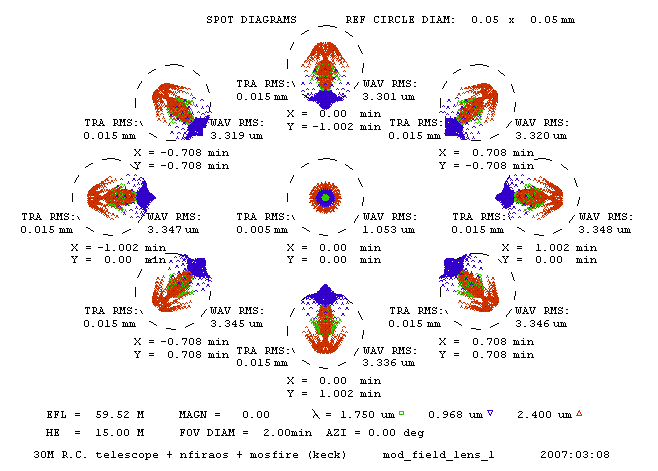 SPOT DIAGRAMS REF CIRCLE DIAM: 0.05 x 0.05 mm
TRA RMS: WAV RMS:
0.015 mm 3.301 um
X = 0.00 min
Y = -1.002 min
TRA RMS: WAV RMS:
0.015 mm 3.319 um
X = -0.708 min
Y = -0.708 min
TRA RMS: WAV RMS:
0.015 mm 3.320 um
X = 0.708 min
Y = -0.708 min
TRA RMS: WAV RMS:
0.015 mm 3.347 um
X = -1.002 min
Y = 0.00 min
TRA RMS: WAV RMS:
0.005 mm 1.053 um
X = 0.00 min
Y = 0.00 min
TRA RMS: WAV RMS:
0.015 mm 3.348 um
X = 1.002 min
Y = 0.00 min
TRA RMS: WAV RMS:
0.015 mm 3.345 um
X = -0.708 min
Y = 0.708 min
TRA RMS: WAV RMS:
0.015 mm 3.336 um
X = 0.00 min
Y = 1.002 min
TRA RMS: WAV RMS:
0.015 mm 3.346 um
X = 0.708 min
Y = 0.708 min
EFL = 59.52 M MAGN = 0.00 λ = 1.750 um 0.968 um 2.400 um
HE = 15.00 M FOV DIAM = 2.00min AZI = 0.00 deg
30M R.C. telescope + nfiraos + mosfire (keck) mod_field_lens_1 2007:03:08